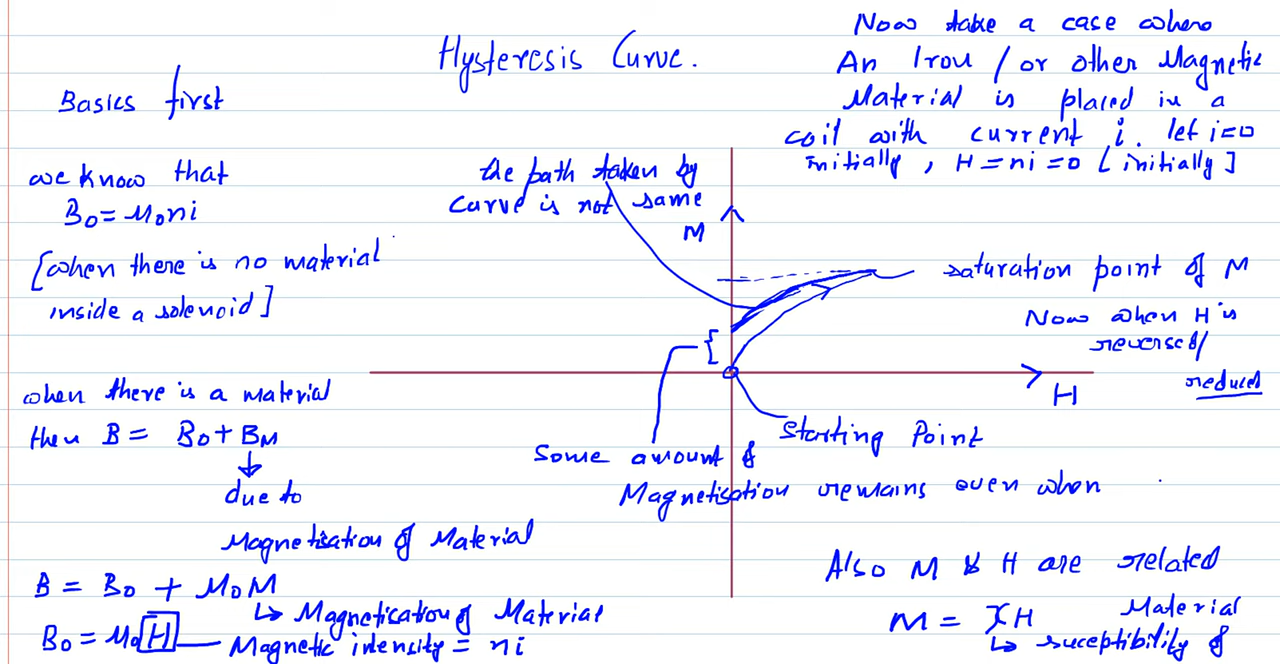 Hysteresis Curve.
Basics first
we know that
B0 = μ0ni
[when there is no material
inside a solenoid]
when there is a material
then B = B0 + BM
due to
Magnetisation of Material
B = B0 + μ0M
↳ Magnetisation of Material
B0 = μ0H — Magnetic intensity = ni
Now take a case where
An Iron / or other Magnetic
Material is placed in a
coil with current i. let i=0
initially, H = ni = 0 [initially]
the path taken by
curve is not same
M
saturation point of M
Now when H is
reversed/
reduced
H
Starting Point
Some amount of
Magnetisation remains even when
Also M & H are related
M = χH
Material
↳ suceptibility of